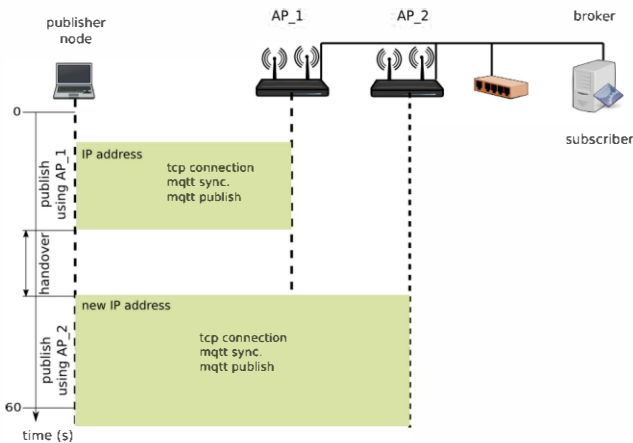 publisher
node
AP_1
AP_2
broker
subscriber
0
publish
using AP_1
IP address
tcp connection
mqtt sync.
mqtt publish
handover
new IP address
publish
using AP_2
tcp connection
mqtt sync.
mqtt publish
60
time (s)